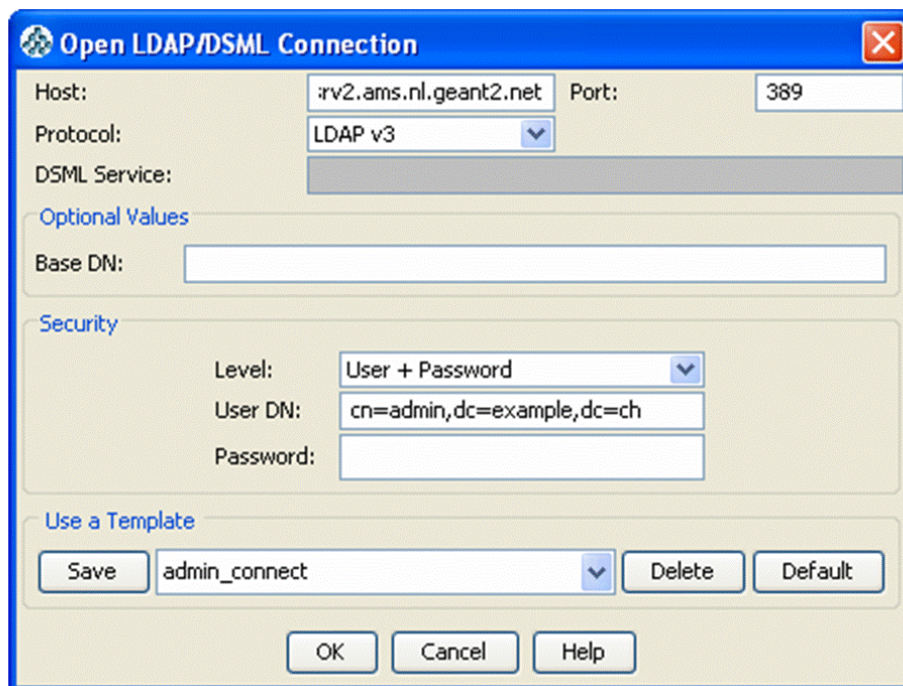 Open LDAP/DSML Connection
Host: :rv2.ams.nl.geant2.net Port: 389
Protocol: LDAP v3
DSML Service:
Optional Values
Base DN:
Security
Level: User + Password
User DN: cn=admin,dc=example,dc=ch
Password:
Use a Template
Save admin_connect Delete Default
OK Cancel Help